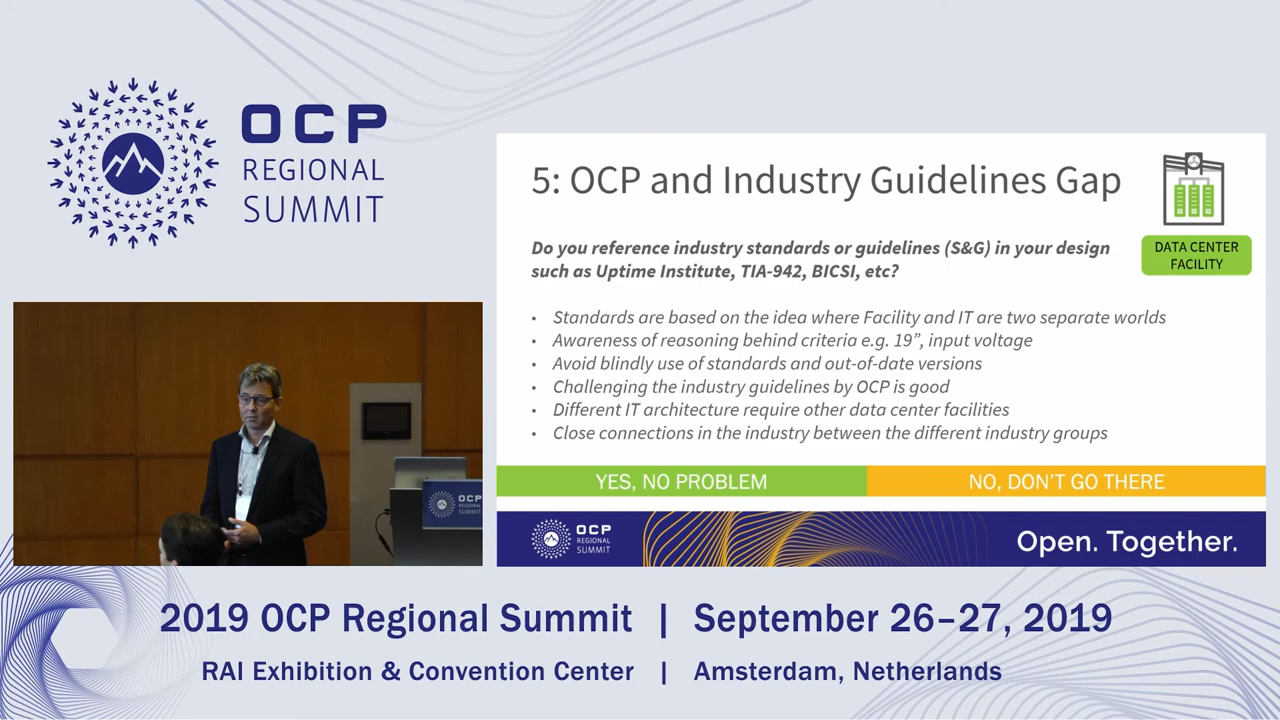 OCP
REGIONAL
SUMMIT
5: OCP and Industry Guidelines Gap
DATA CENTER
FACILITY
Do you reference industry standards or guidelines (S&G) in your design
such as Uptime Institute, TIA-942, BICSI, etc?
• Standards are based on the idea where Facility and IT are two separate worlds
• Awareness of reasoning behind criteria e.g. 19”, input voltage
• Avoid blindly use of standards and out-of-date versions
• Challenging the industry guidelines by OCP is good
• Different IT architecture require other data center facilities
• Close connections in the industry between the different industry groups
YES, NO PROBLEM
NO, DON'T GO THERE
OCP
REGIONAL
SUMMIT
Open. Together.
OCP
REGIONAL
SUMMIT
2019 OCP Regional Summit | September 26–27, 2019
RAI Exhibition & Convention Center | Amsterdam, Netherlands